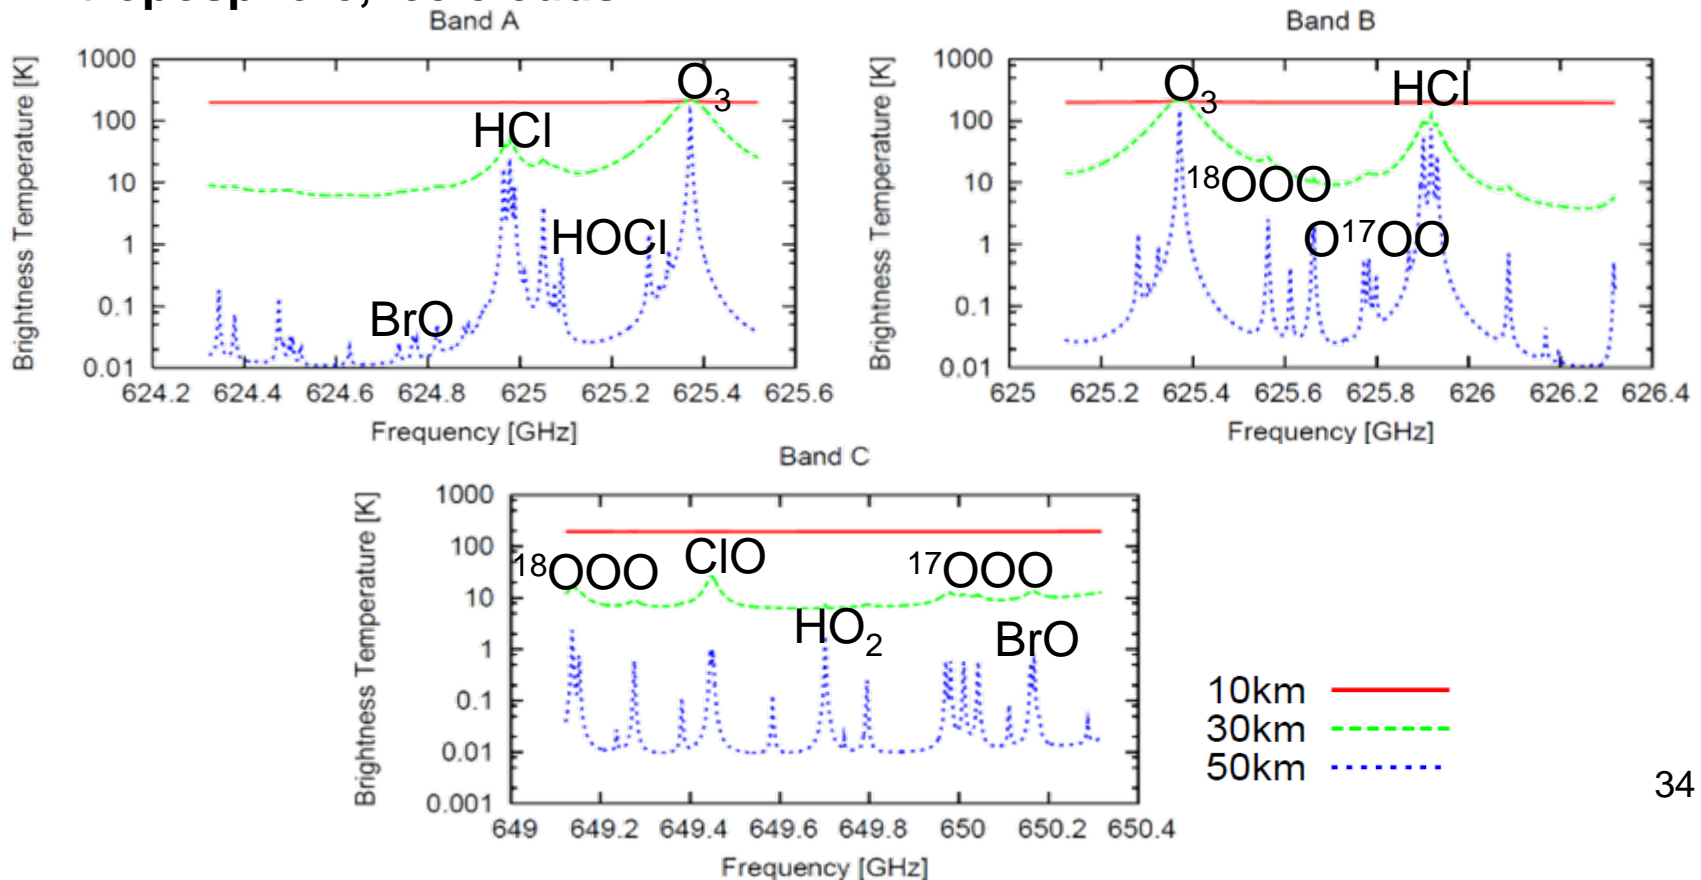 Band A
Brightness Temperature [K]
1000
100
10
1
0.1
0.01
O₃
HCl
HOCl
BrO
624.2 624.4 624.6 624.8 625 625.2 625.4 625.6
Frequency [GHz]
Band B
Brightness Temperature [K]
1000
100
10
1
0.1
0.01
O₃
HCl
¹⁸OOO
O¹⁷OO
625 625.2 625.4 625.6 625.8 626 626.2 626.4
Frequency [GHz]
Band C
Brightness Temperature [K]
1000
100
10
1
0.1
0.01
0.001
¹⁸OOO
ClO
¹⁷OOO
HO₂
BrO
649 649.2 649.4 649.6 649.8 650 650.2 650.4
Frequency [GHz]
10km
30km
50km
34